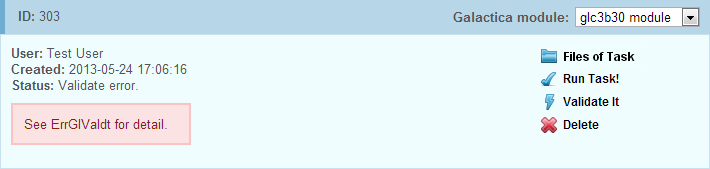 ID: 303
Galactica module: glc3b30 module
User: Test User
Created: 2013-05-24 17:06:16
Status: Validate error.
See ErrGlValdt for detail.
Files of Task
Run Task!
Validate It
Delete